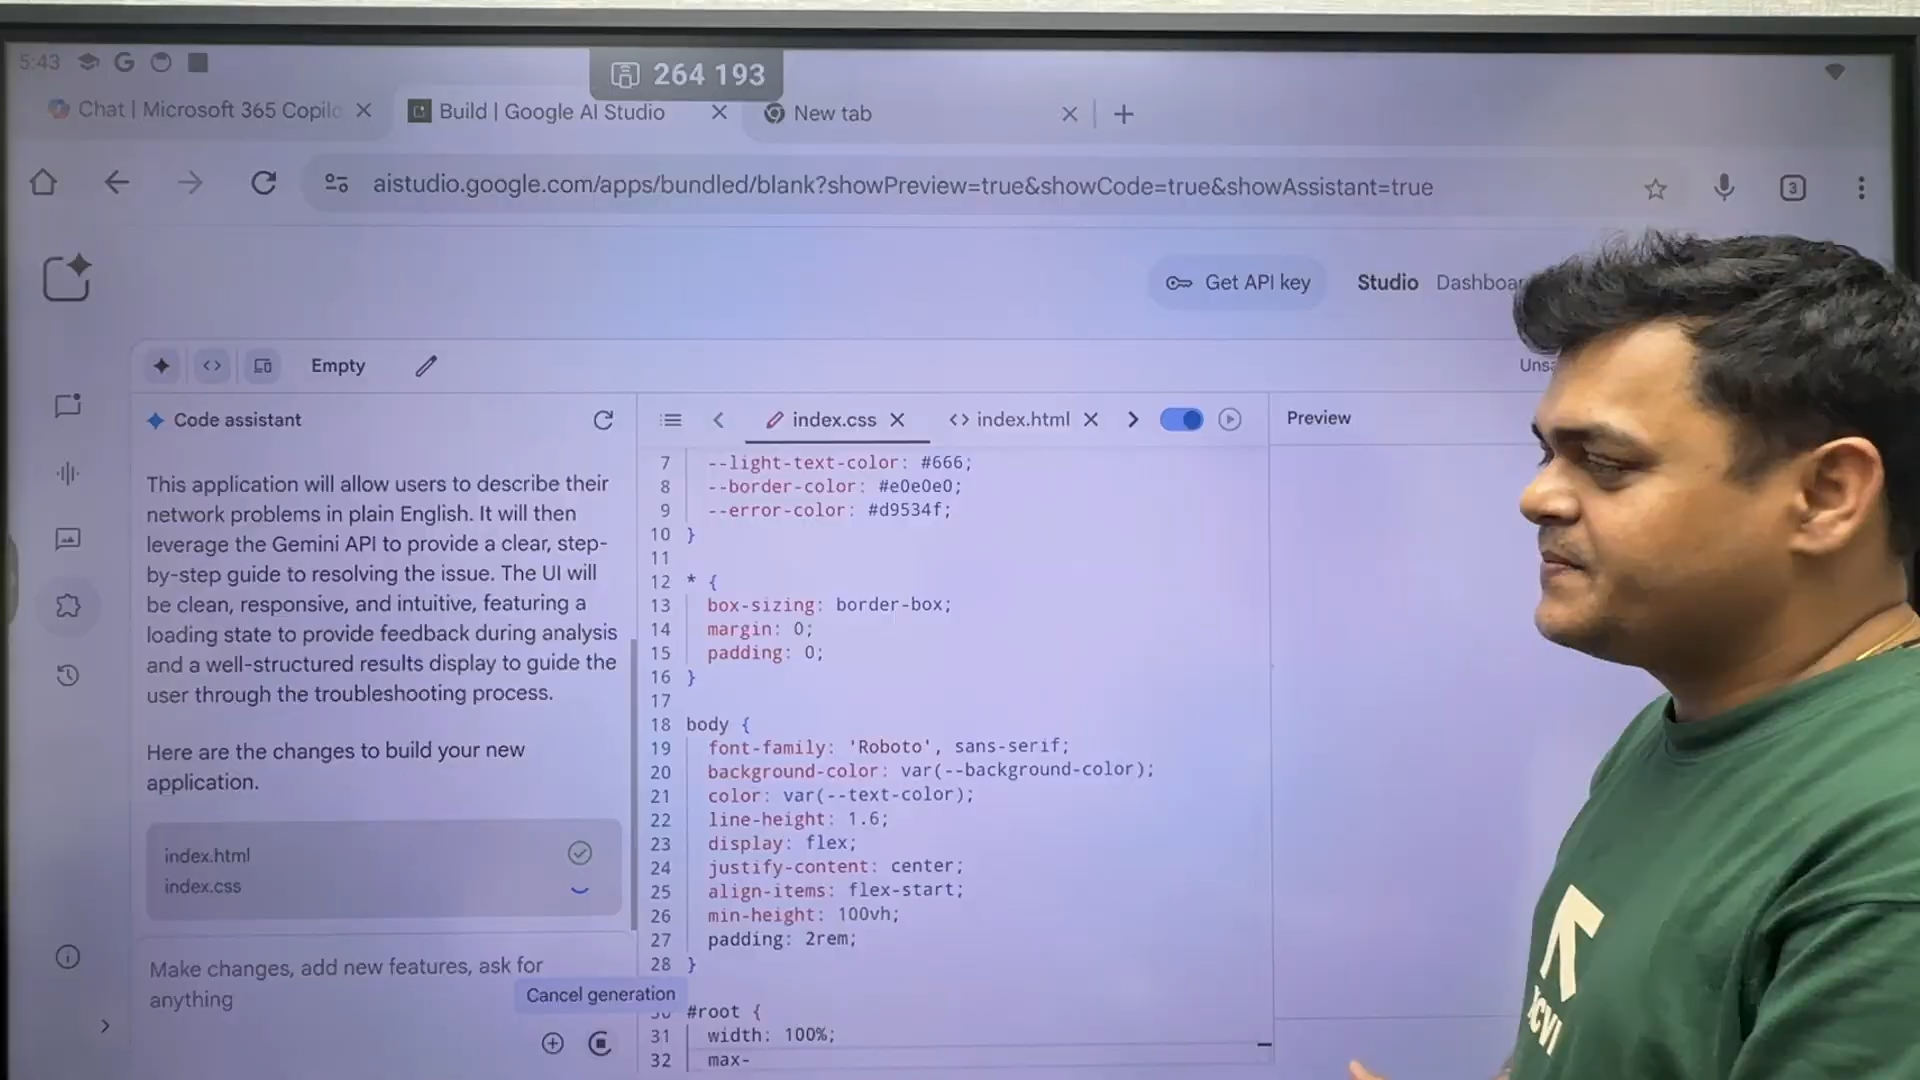 5:43
264 193
Chat | Microsoft 365 Copilo
Build | Google AI Studio
New tab
aistudio.google.com/apps/bundled/blank?showPreview=true&showCode=true&showAssistant=true
3
Get API key
Studio
Dashboar
Empty
Unsa
Code assistant
This application will allow users to describe their
network problems in plain English. It will then
leverage the Gemini API to provide a clear, step-
by-step guide to resolving the issue. The UI will
be clean, responsive, and intuitive, featuring a
loading state to provide feedback during analysis
and a well-structured results display to guide the
user through the troubleshooting process.
Here are the changes to build your new
application.
index.html
index.css
Make changes, add new features, ask for
anything
Cancel generation
index.css
index.html
7 --light-text-color: #666;
8 --border-color: #e0e0e0;
9 --error-color: #d9534f;
10 }
11
12 * {
13 box-sizing: border-box;
14 margin: 0;
15 padding: 0;
16 }
17
18 body {
19 font-family: 'Roboto', sans-serif;
20 background-color: var(--background-color);
21 color: var(--text-color);
22 line-height: 1.6;
23 display: flex;
24 justify-content: center;
25 align-items: flex-start;
26 min-height: 100vh;
27 padding: 2rem;
28 }
30 #root {
31 width: 100%;
32 max-
Preview